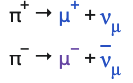 π⁺ → μ⁺ + ν_μ
π⁻ → μ⁻ + ν̅_μ